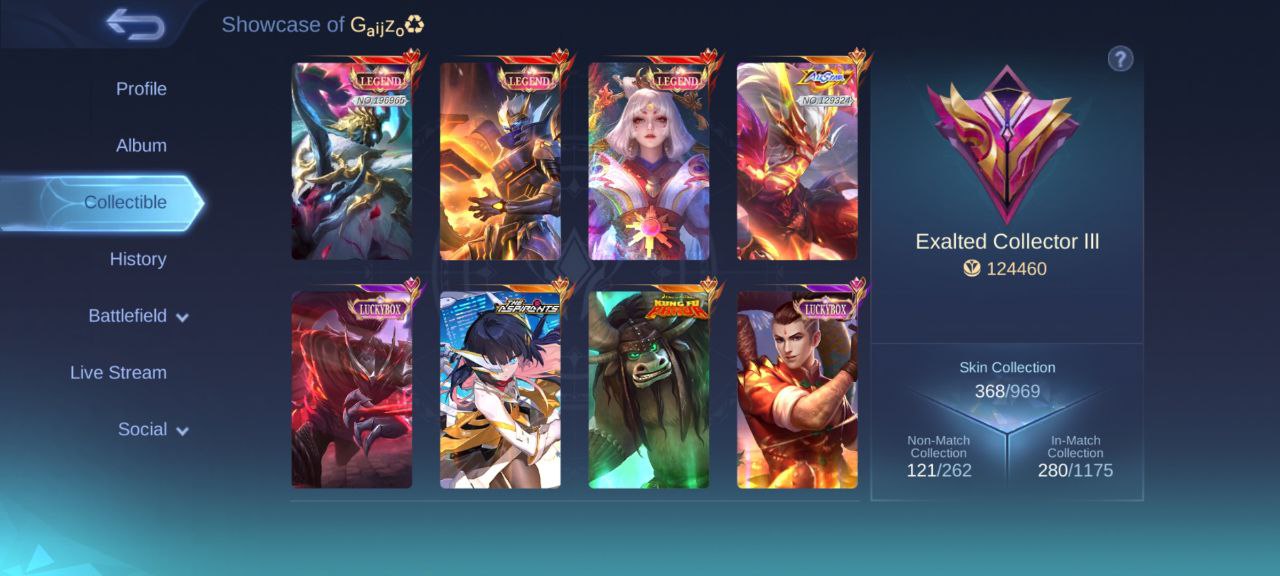 Showcase of GaijZo♻
?
Profile
Album
Collectible
History
Battlefield
Live Stream
Social
LEGEND
NO.196965
LEGEND
LEGEND
AllStar
NO.129324
LUCKYBOX
THE ASPIRANTS
KUNG FU
PANDA
LUCKYBOX
Exalted Collector III
124460
Skin Collection
368/969
Non-Match
Collection
121/262
In-Match
Collection
280/1175